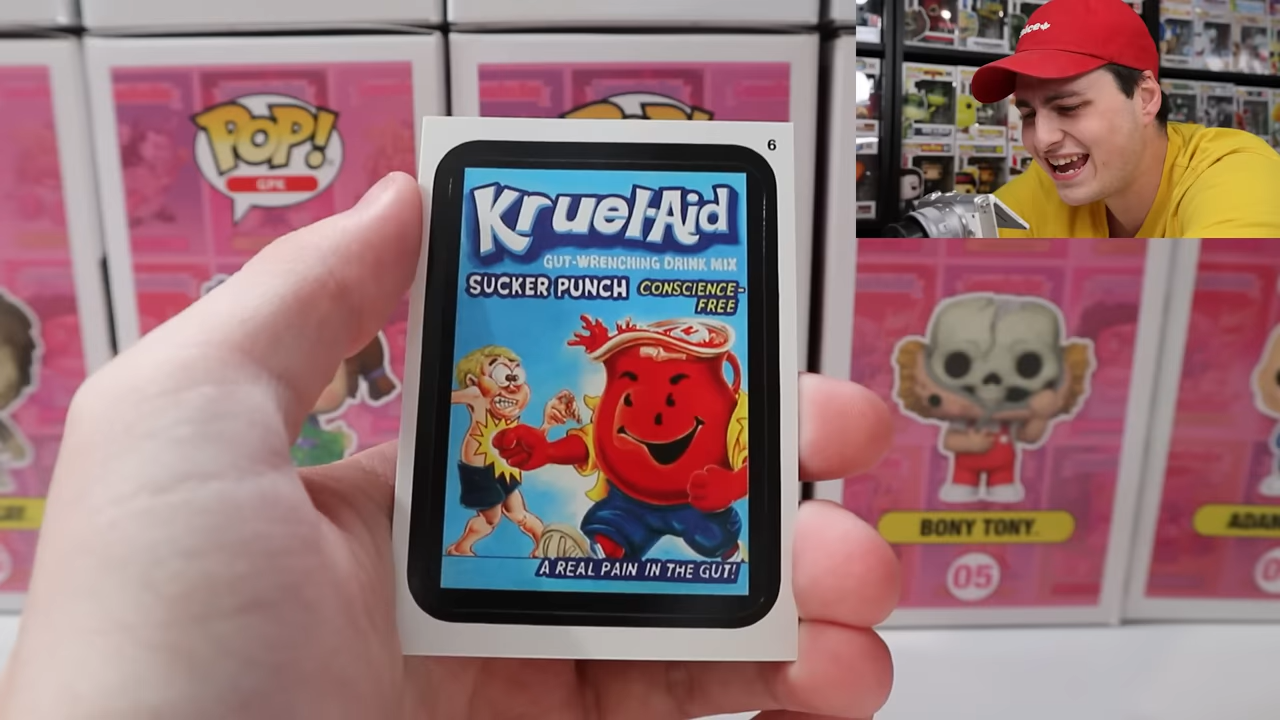 POP!
GPK
6
Kruel-Aid
GUT-WRENCHING DRINK MIX
SUCKER PUNCH
CONSCIENCE-
FREE
A REAL PAIN IN THE GUT!
BONY TONY
05